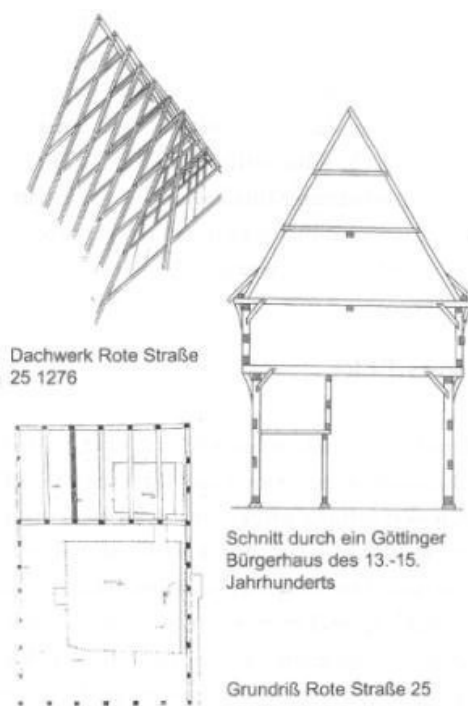 Dachwerk Rote Straße
25 1276
Schnitt durch ein Göttinger
Bürgerhaus des 13.-15.
Jahrhunderts
Grundriß Rote Straße 25